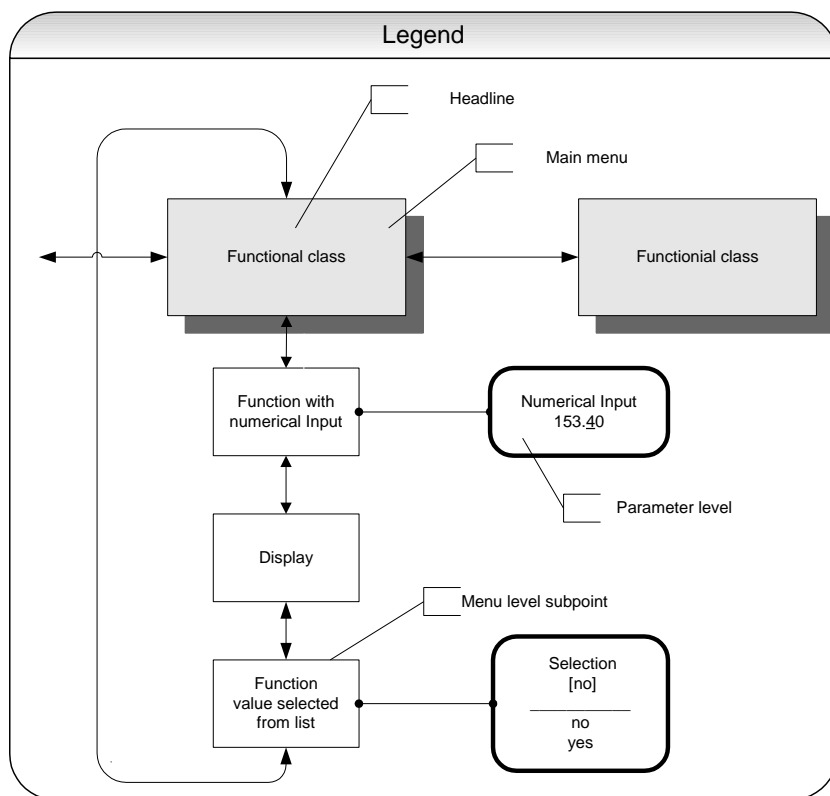 Legend
Headline
Main menu
Functional class
Functionial class
Function with
numerical Input
Numerical Input
153.40
Parameter level
Display
Menu level subpoint
Function
value selected
from list
Selection
[no]
no
yes